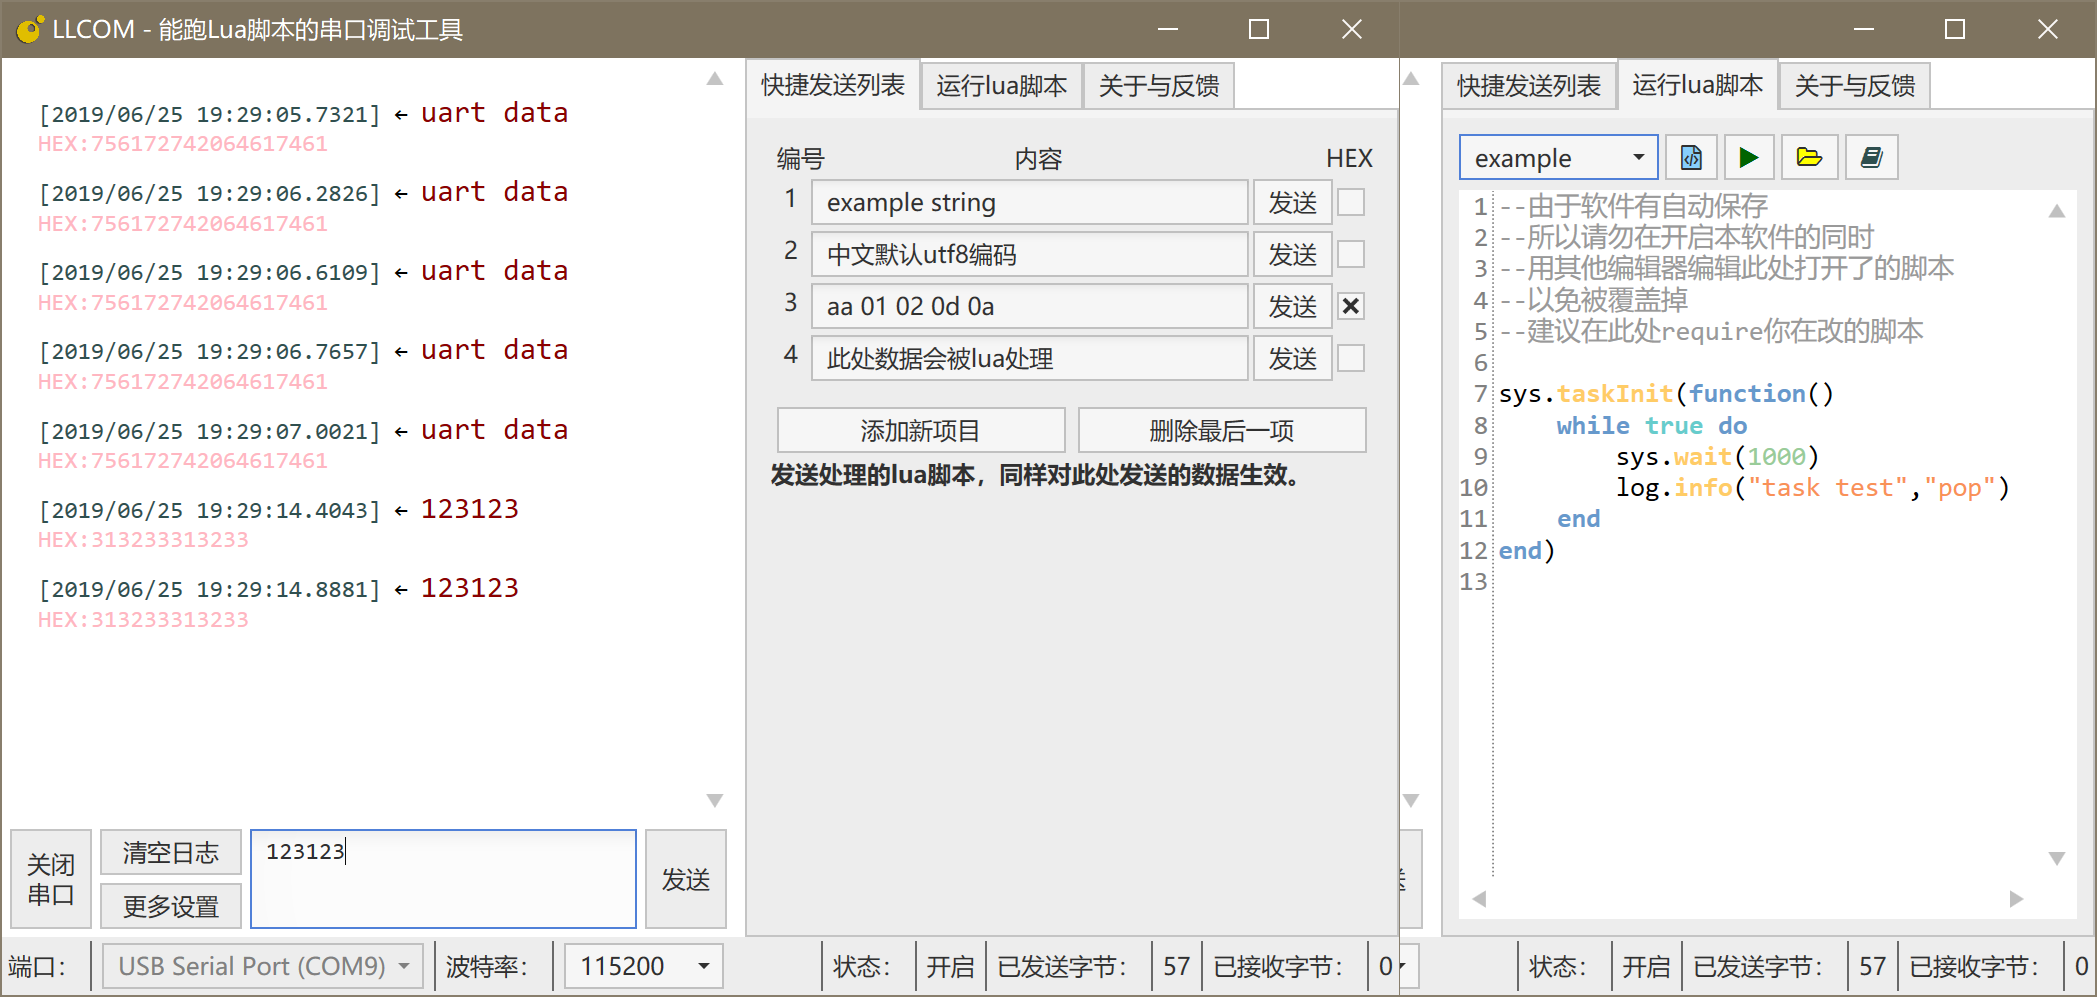 LLCOM - 能跑Lua脚本的串口调试工具
[2019/06/25 19:29:05.7321] ← uart data
HEX:756172742064617461
[2019/06/25 19:29:06.2826] ← uart data
HEX:756172742064617461
[2019/06/25 19:29:06.6109] ← uart data
HEX:756172742064617461
[2019/06/25 19:29:06.7657] ← uart data
HEX:756172742064617461
[2019/06/25 19:29:07.0021] ← uart data
HEX:756172742064617461
[2019/06/25 19:29:14.4043] ← 123123
HEX:313233313233
[2019/06/25 19:29:14.8881] ← 123123
HEX:313233313233
关闭
串口
清空日志
更多设置
123123
发送
快捷发送列表 运行lua脚本 关于与反馈
编号 内容 HEX
1 example string 发送
2 中文默认utf8编码 发送
3 aa 01 02 0d 0a 发送
4 此处数据会被lua处理 发送
添加新项目 删除最后一项
发送处理的lua脚本，同样对此处发送的数据生效。
端口： USB Serial Port (COM9) 波特率： 115200 状态： 开启 已发送字节： 57 已接收字节： 0
快捷发送列表 运行lua脚本 关于与反馈
example
1 --由于软件有自动保存
2 --所以请勿在开启本软件的同时
3 --用其他编辑器编辑此处打开了的脚本
4 --以免被覆盖掉
5 --建议在此处require你在改的脚本
6
7 sys.taskInit(function()
8 while true do
9 sys.wait(1000)
10 log.info("task test","pop")
11 end
12 end)
13
状态： 开启 已发送字节： 57 已接收字节： 0